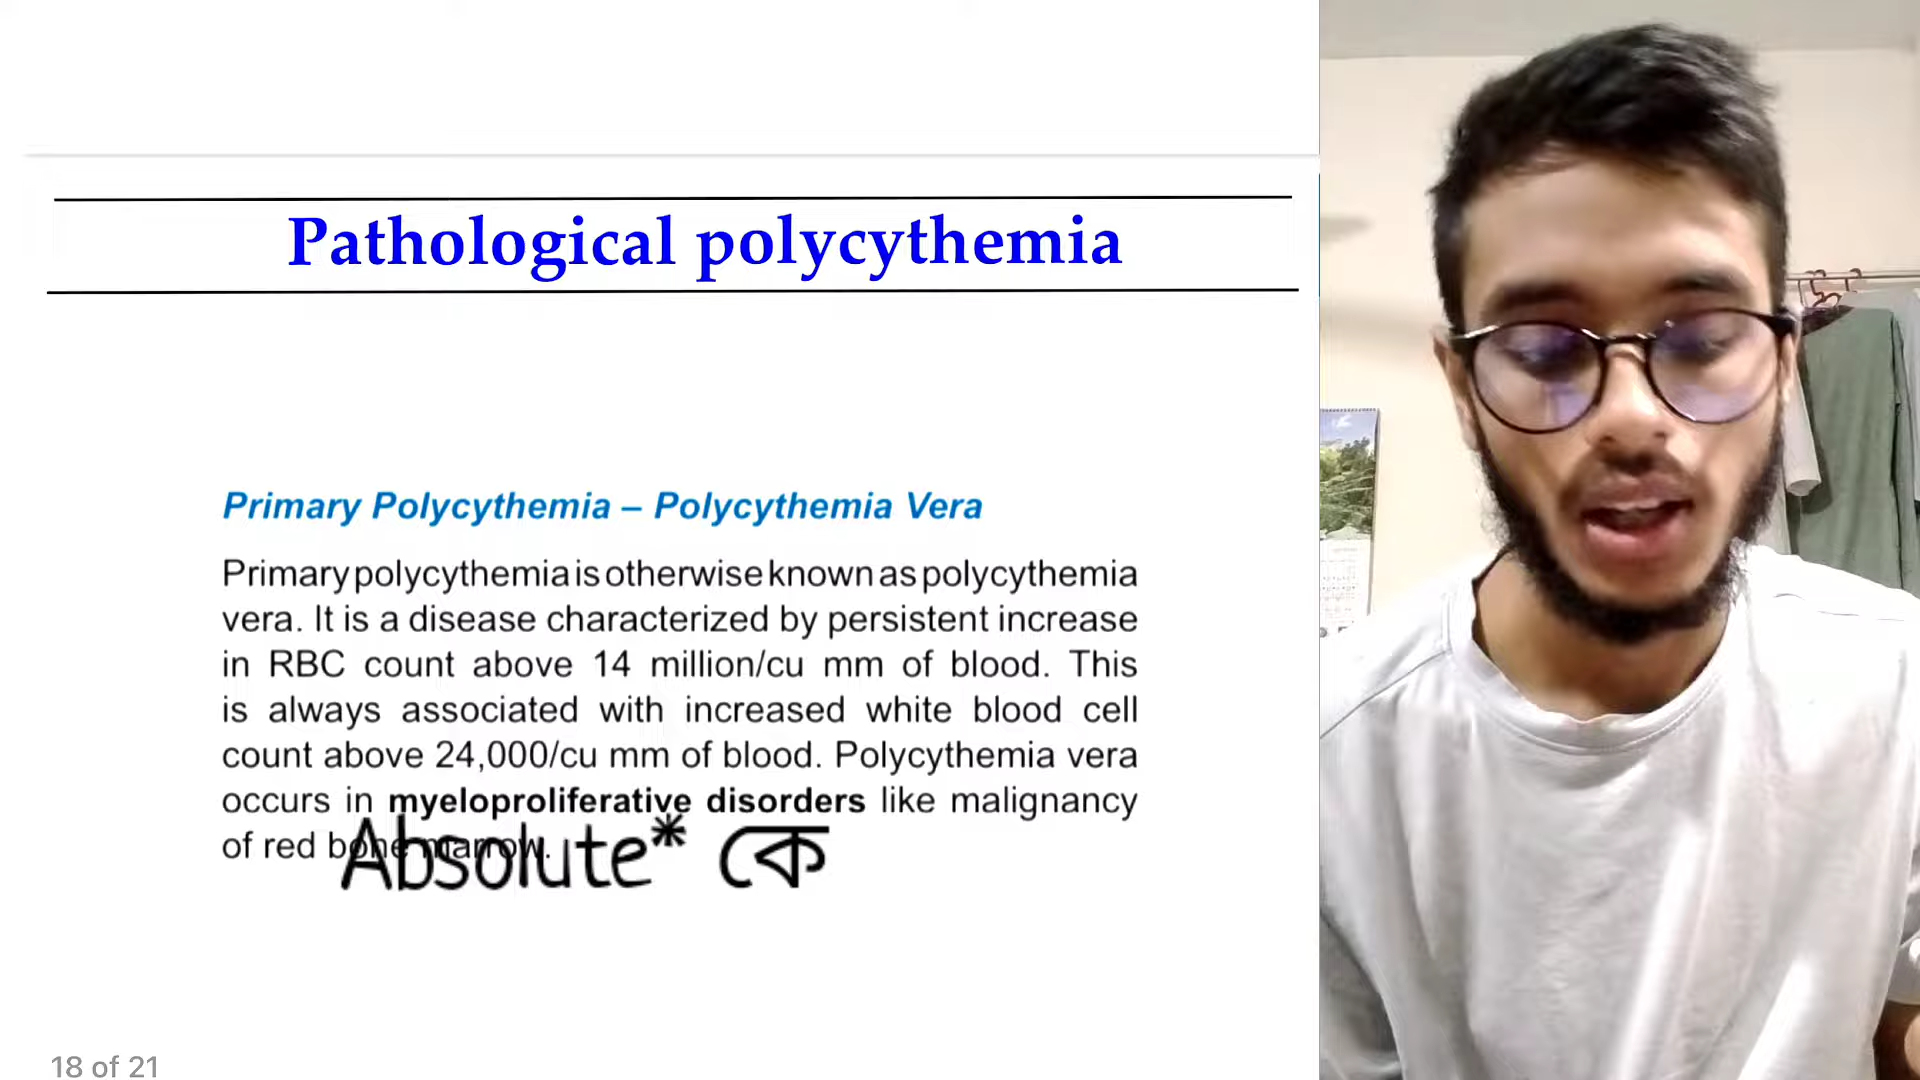 Pathological polycythemia
Primary Polycythemia – Polycythemia Vera
Primary polycythemia is otherwise known as polycythemia
vera. It is a disease characterized by persistent increase
in RBC count above 14 million/cu mm of blood. This
is always associated with increased white blood cell
count above 24,000/cu mm of blood. Polycythemia vera
occurs in myeloproliferative disorders like malignancy
of red bone marrow.
Absolute* কে
18 of 21